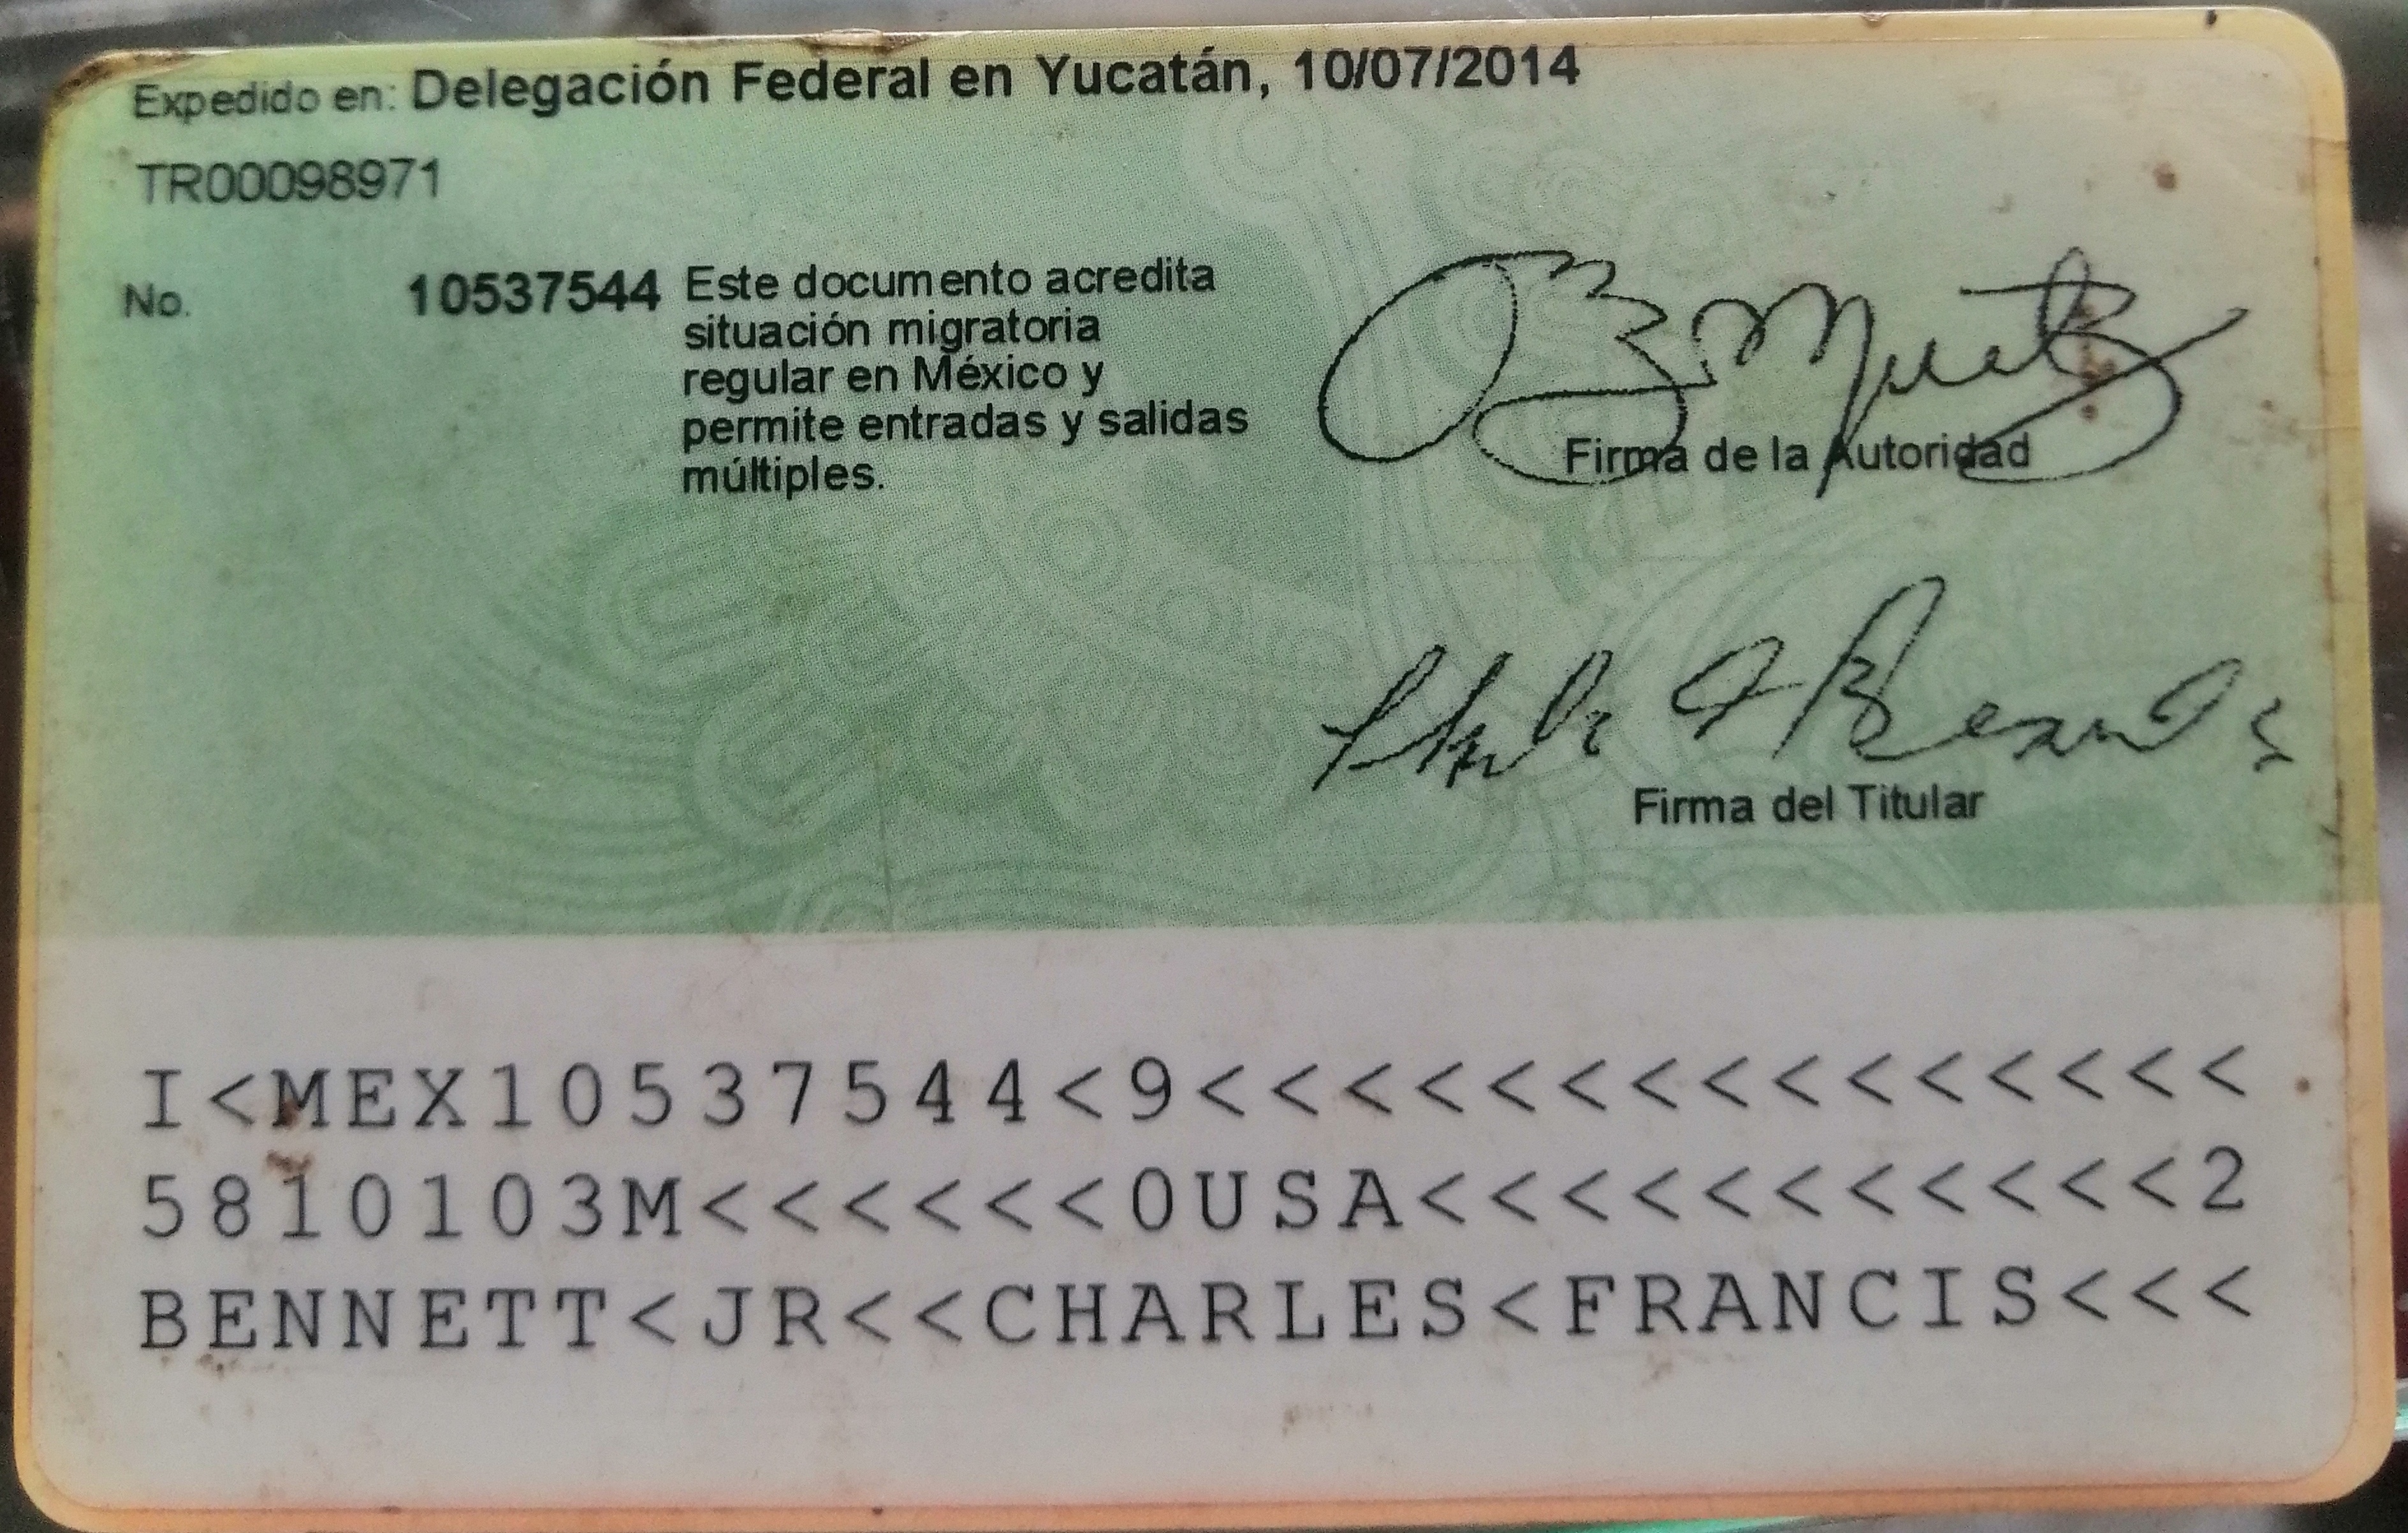 Expedido en: Delegación Federal en Yucatán, 10/07/2014
TR00098971
No. 10537544
Este documento acredita
situación migratoria
regular en México y
permite entradas y salidas
múltiples.
Firma de la Autoridad
Firma del Titular
I<MEX10537544<9<<<<<<<<<<<<<<<
5810103M<<<<<<0USA<<<<<<<<<<<2
BENNETT<JR<<CHARLES<FRANCIS<<<